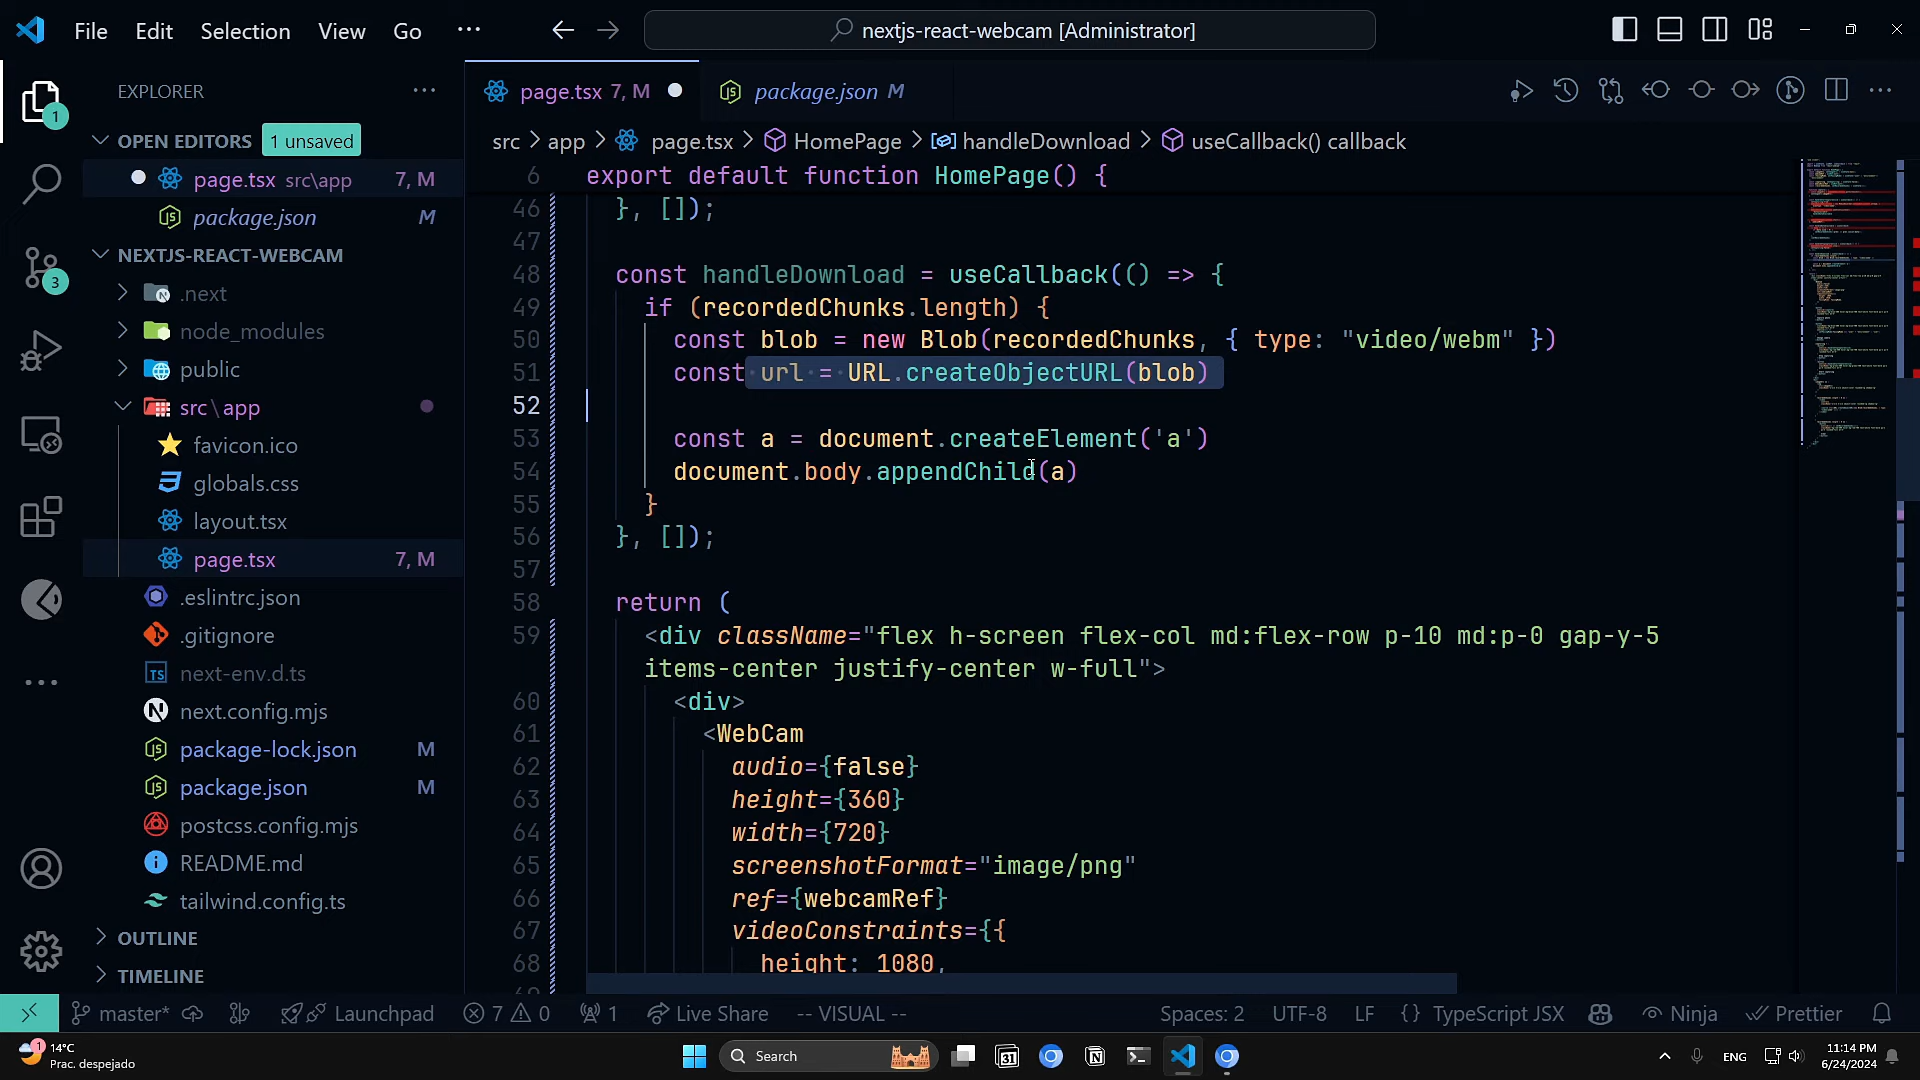 File Edit Selection View Go ··· nextjs-react-webcam [Administrator]
EXPLORER ···
OPEN EDITORS 1 unsaved
page.tsx src\app 7, M
package.json M
NEXTJS-REACT-WEBCAM
.next
node_modules
public
src\app
favicon.ico
globals.css
layout.tsx
page.tsx 7, M
.eslintrc.json
.gitignore
next-env.d.ts
next.config.mjs
package-lock.json M
package.json M
postcss.config.mjs
README.md
tailwind.config.ts
OUTLINE
TIMELINE
1
3
page.tsx 7, M package.json M
src > app > page.tsx > HomePage > handleDownload > useCallback() callback
6 export default function HomePage() {
46 }, []);
47
48 const handleDownload = useCallback(() => {
49 if (recordedChunks.length) {
50 const blob = new Blob(recordedChunks, { type: "video/webm" })
51 const url = URL.createObjectURL(blob)
52
53 const a = document.createElement('a')
54 document.body.appendChild(a)
55 }
56 }, []);
57
58 return (
59 <div className="flex h-screen flex-col md:flex-row p-10 md:p-0 gap-y-5
items-center justify-center w-full">
60 <div>
61 <WebCam
62 audio={false}
63 height={360}
64 width={720}
65 screenshotFormat="image/png"
66 ref={webcamRef}
67 videoConstraints={{
68 height: 1080,
master* Launchpad 7 0 1 Live Share -- VISUAL -- Spaces: 2 UTF-8 LF {} TypeScript JSX Ninja Prettier
1 14°C
Prac. despejado
Search
31
ENG
11:14 PM
6/24/2024